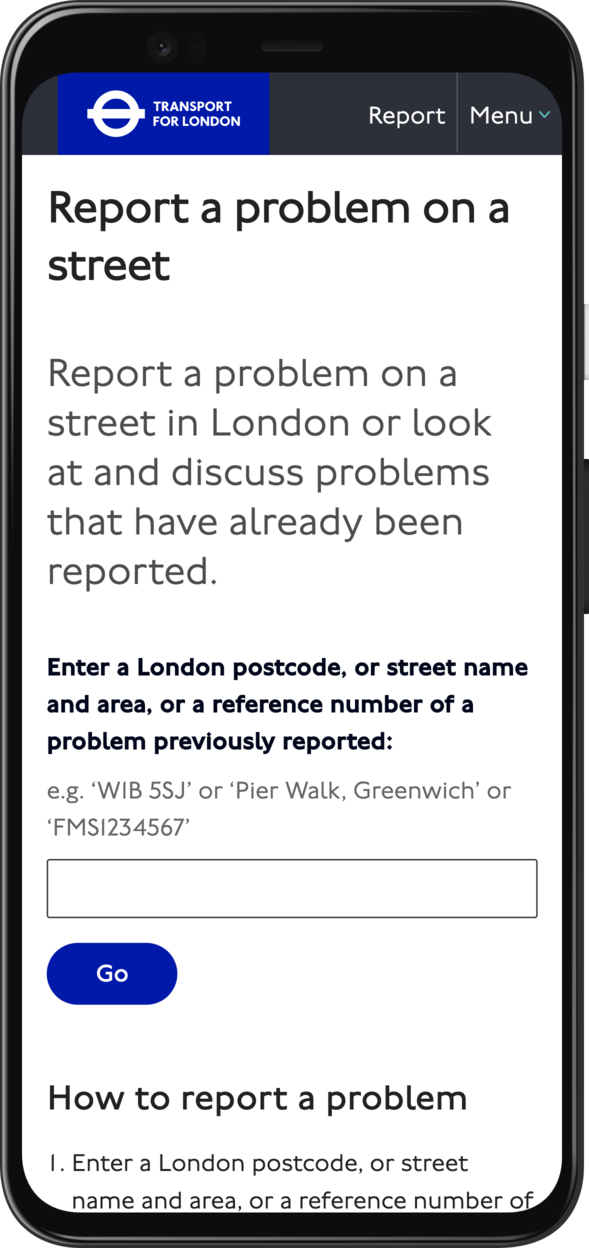 TRANSPORT
FOR LONDON
Report
Menu
Report a problem on a
street
Report a problem on a
street in London or look
at and discuss problems
that have already been
reported.
Enter a London postcode, or street name
and area, or a reference number of a
problem previously reported:
e.g. ‘W1B 5SJ’ or ‘Pier Walk, Greenwich’ or
‘FMS1234567’
Go
How to report a problem
1. Enter a London postcode, or street
name and area, or a reference number of